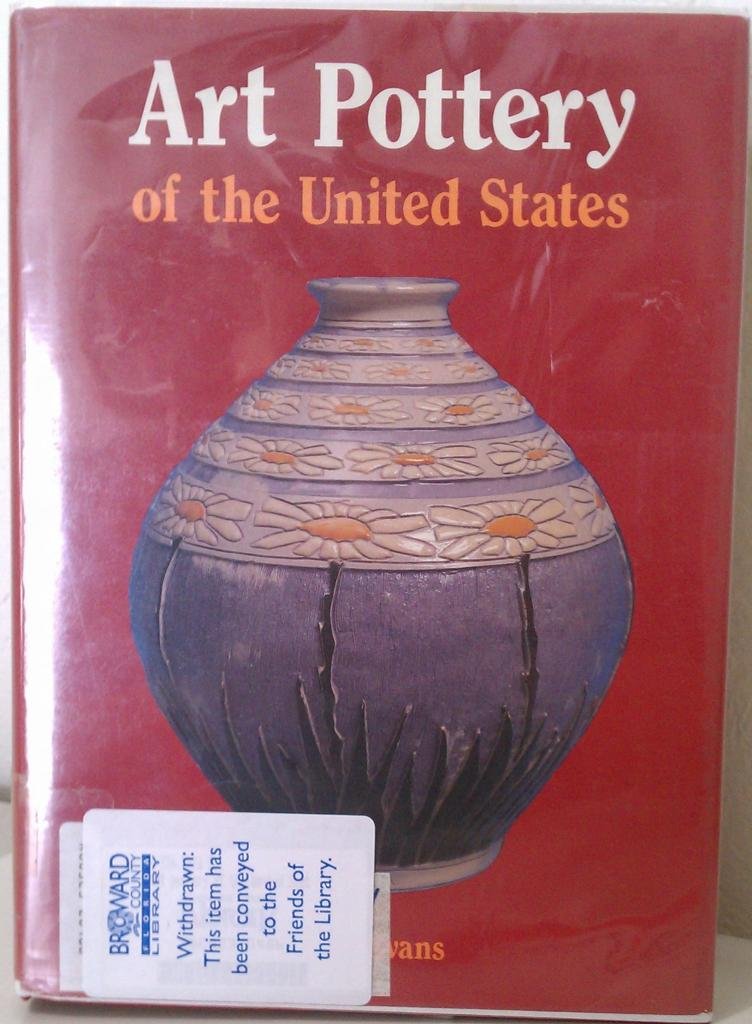 Art Pottery
of the United States
BROWARD
COUNTY
FLORIDA
LIBRARY
Withdrawn:
This item has
been conveyed
to the
Friends of
the Library.
vans